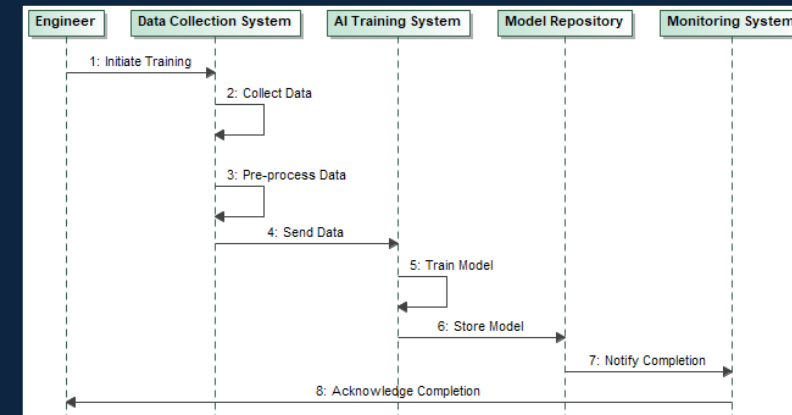 Engineer
Data Collection System
AI Training System
Model Repository
Monitoring System
1: Initiate Training
2: Collect Data
3: Pre-process Data
4: Send Data
5: Train Model
6: Store Model
7: Notify Completion
8: Acknowledge Completion